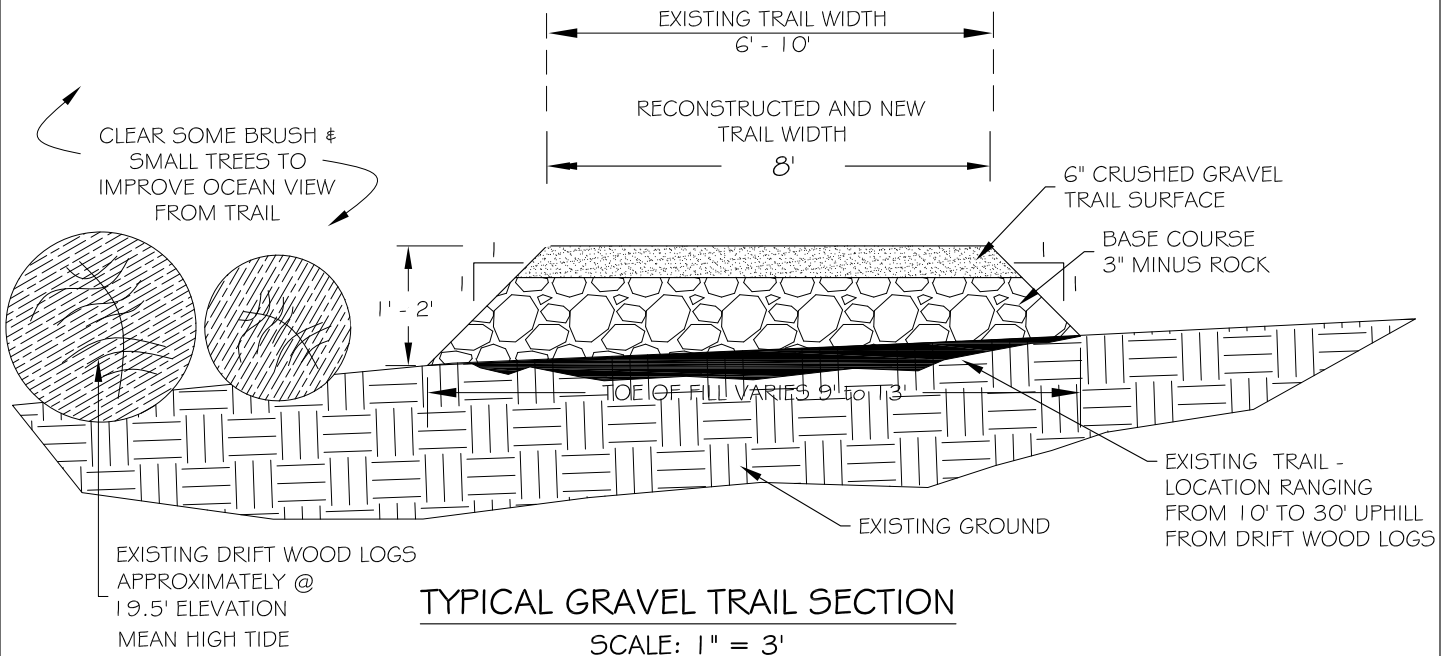 EXISTING TRAIL WIDTH
6' - 10'
RECONSTRUCTED AND NEW
TRAIL WIDTH
8'
CLEAR SOME BRUSH &
SMALL TREES TO
IMPROVE OCEAN VIEW
FROM TRAIL
6" CRUSHED GRAVEL
TRAIL SURFACE
BASE COURSE
3" MINUS ROCK
1' - 2'
TOE OF FILL VARIES 9' to 13'
EXISTING TRAIL -
LOCATION RANGING
FROM 10' TO 30' UPHILL
FROM DRIFT WOOD LOGS
EXISTING GROUND
EXISTING DRIFT WOOD LOGS
APPROXIMATELY @
19.5' ELEVATION
MEAN HIGH TIDE
TYPICAL GRAVEL TRAIL SECTION
SCALE: 1" = 3'